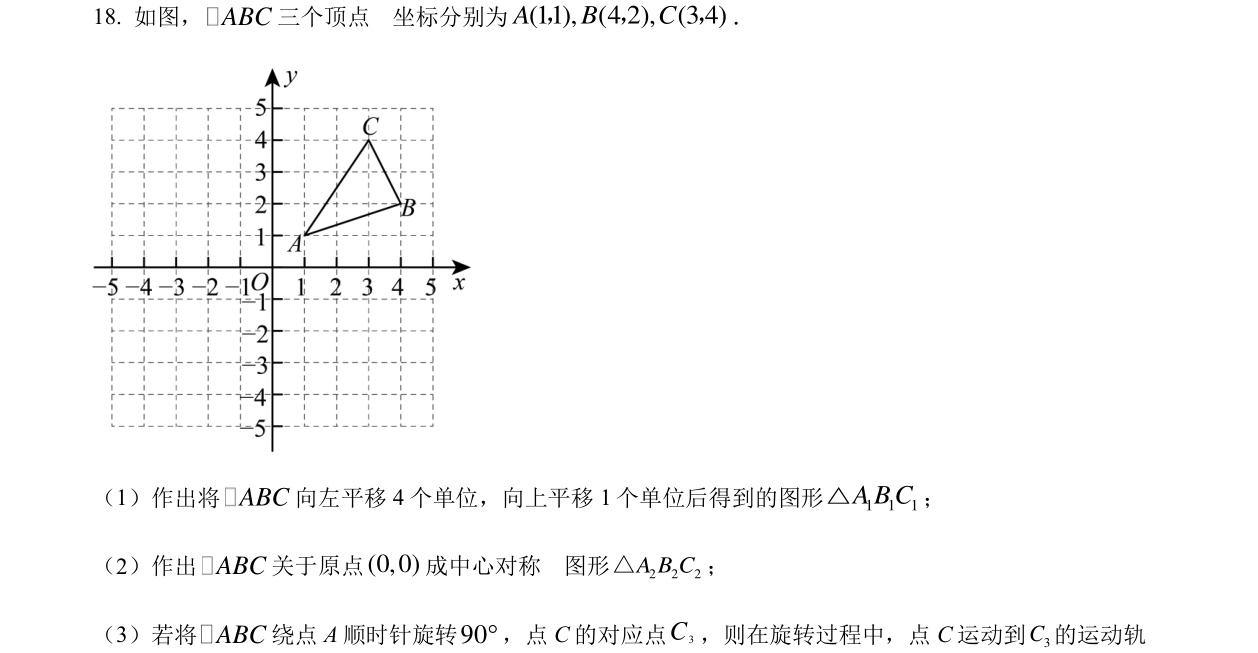 18. 如图，□ABC 三个顶点 坐标分别为 A(1,1), B(4,2), C(3,4) .
y
5
C
4
3
2
B
1
A
−5 −4 −3 −2 −1 O 1 2 3 4 5 x
−1
−2
−3
−4
−5
（1）作出将□ABC 向左平移 4 个单位，向上平移 1 个单位后得到的图形△A₁B₁C₁；
（2）作出□ABC 关于原点(0,0)成中心对称 图形△A₂B₂C₂；
（3）若将□ABC 绕点 A 顺时针旋转90°，点 C 的对应点C₃，则在旋转过程中，点 C 运动到C₃的运动轨